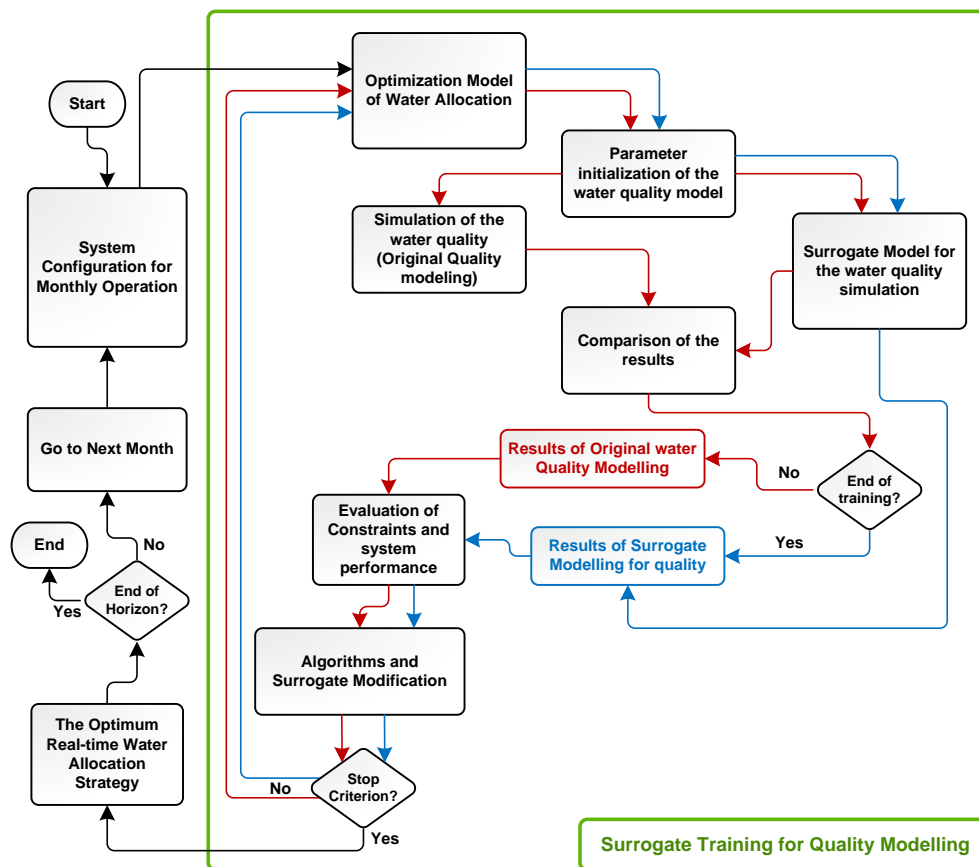 Start
System
Configuration for
Monthly Operation
Go to Next Month
End
No
Yes
End of
Horizon?
The Optimum
Real-time Water
Allocation
Strategy
Optimization Model
of Water Allocation
Parameter
initialization of the
water quality model
Simulation of the
water quality
(Original Quality
modeling)
Surrogate Model for
the water quality
simulation
Comparison of the
results
Results of Original water
Quality Modelling
No
End of
training?
Yes
Evaluation of
Constraints and
system
performance
Results of Surrogate
Modelling for quality
Algorithms and
Surrogate Modification
Stop
Criterion?
No
Yes
Surrogate Training for Quality Modelling